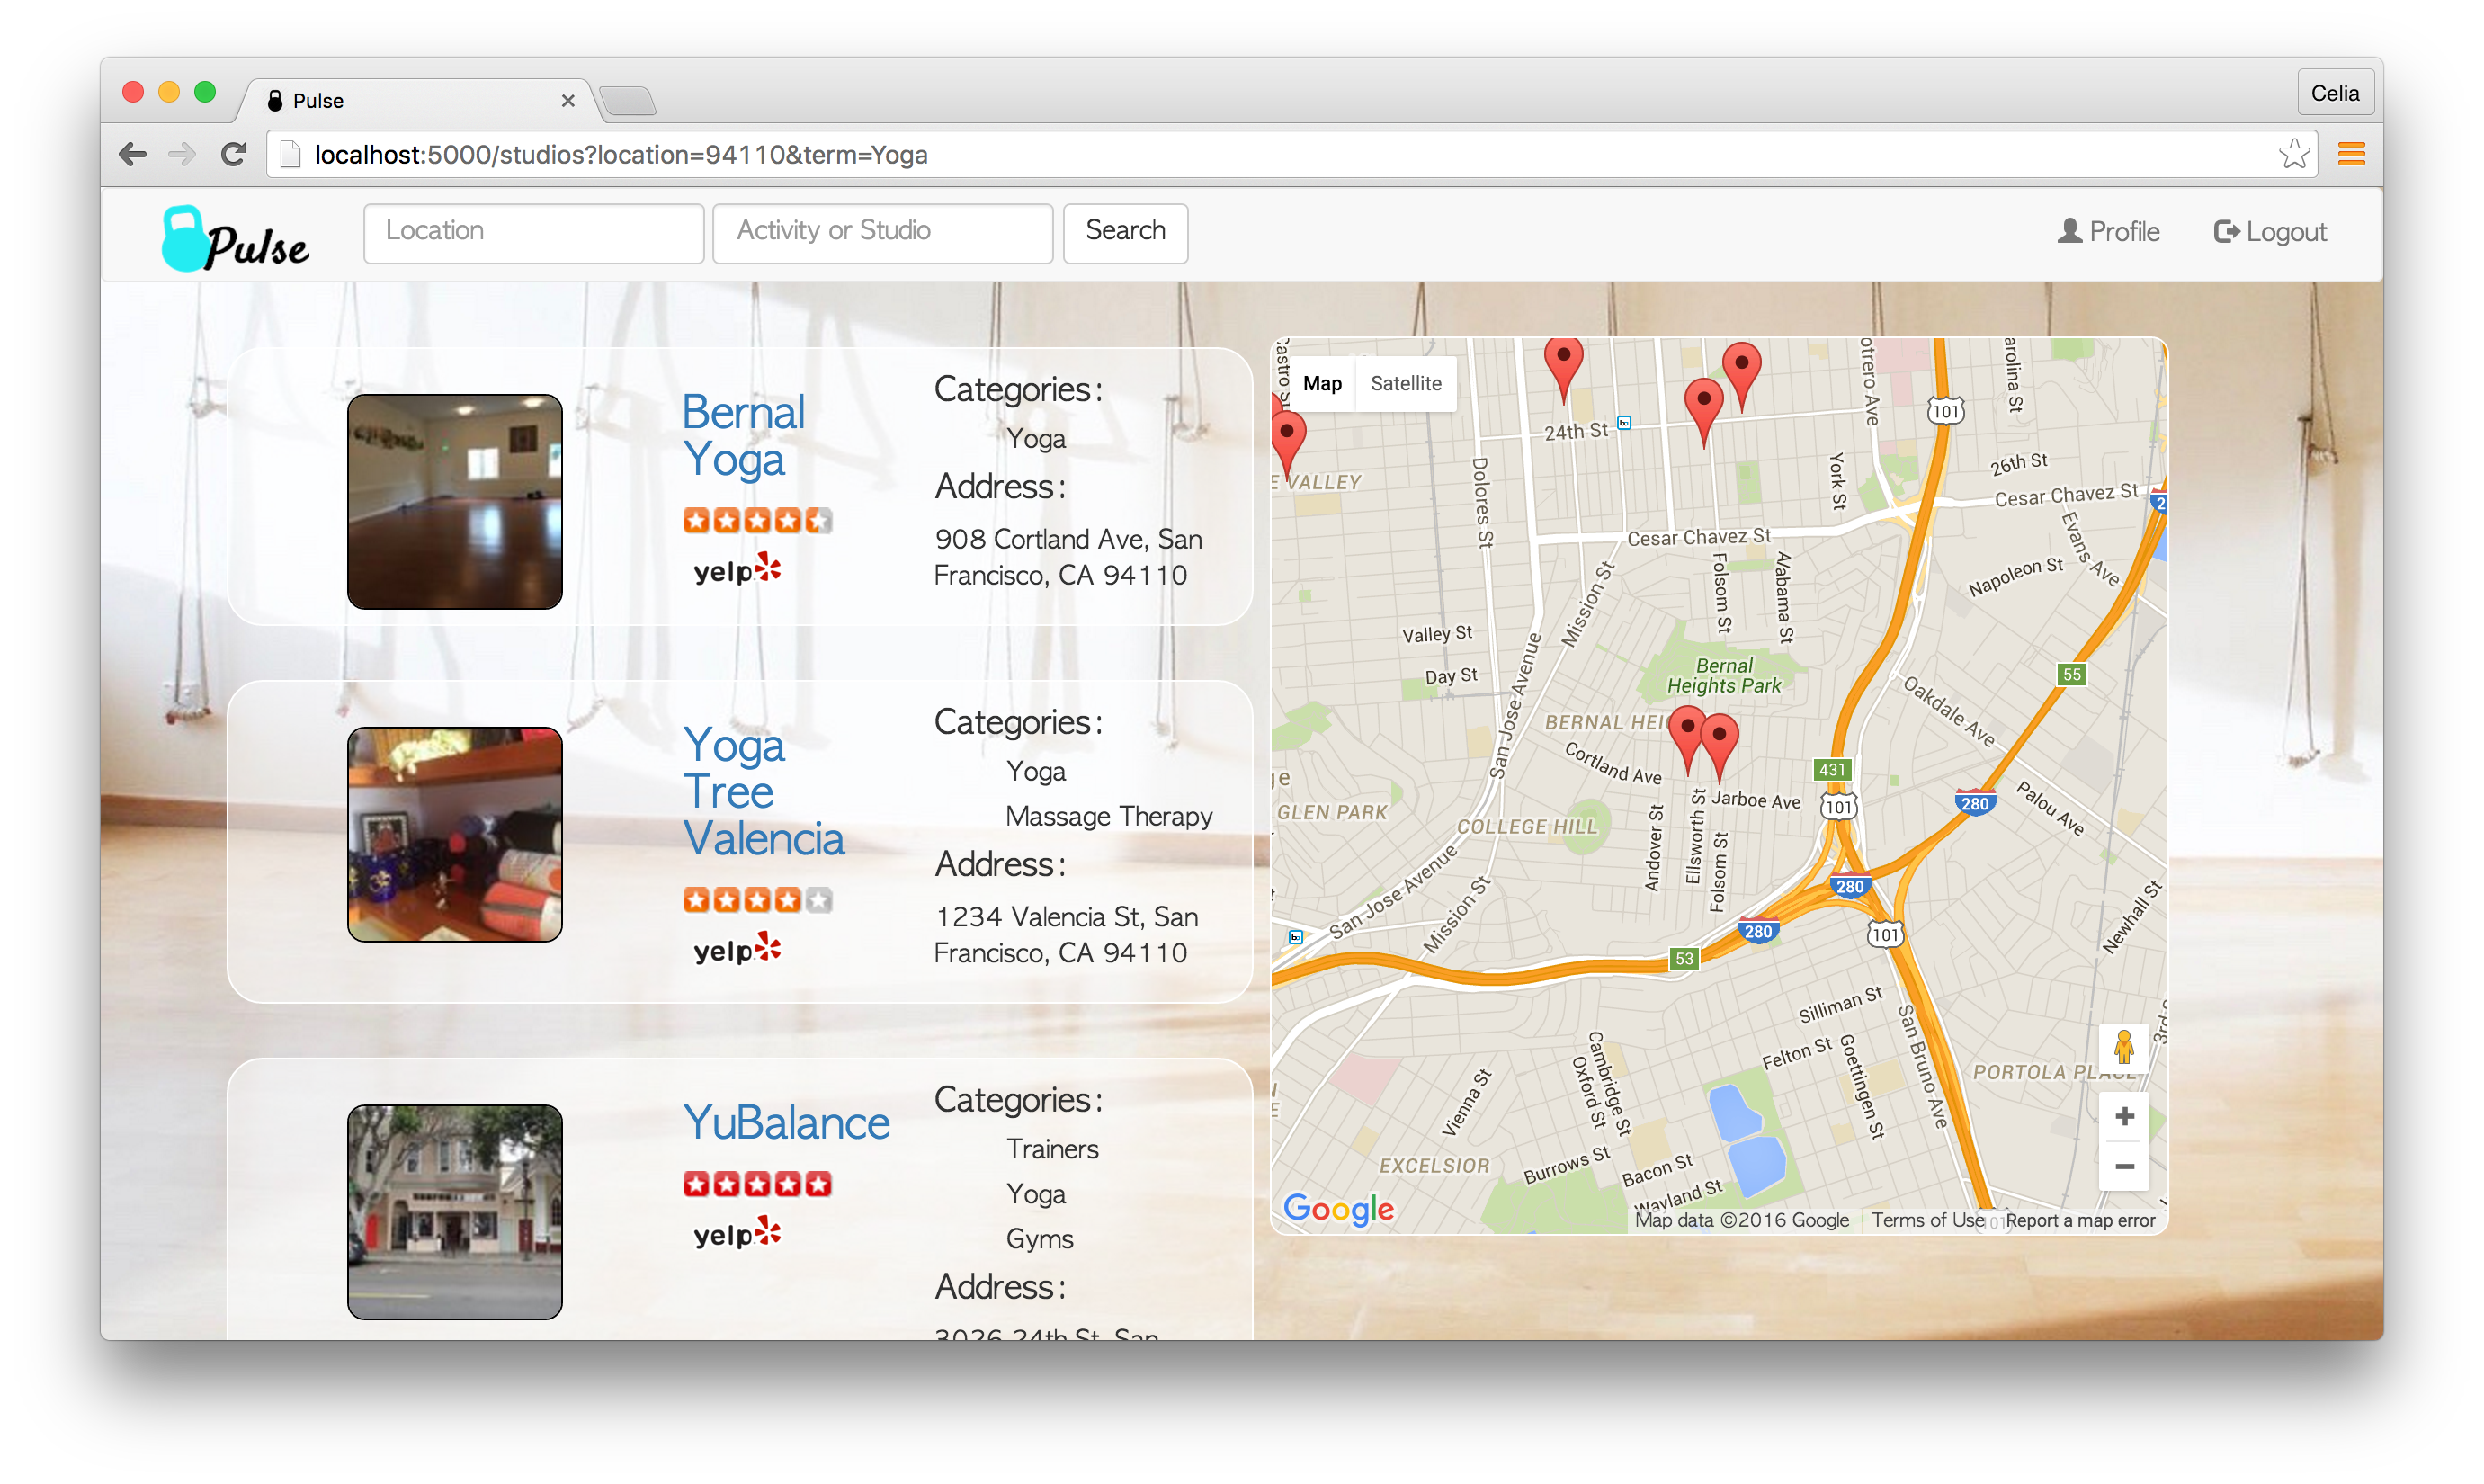 Pulse
Celia
localhost:5000/studios?location=94110&term=Yoga
Pulse
Location
Activity or Studio
Search
Profile
Logout
Bernal
Yoga
yelp
Categories:
Yoga
Address:
908 Cortland Ave, San
Francisco, CA 94110
Yoga
Tree
Valencia
yelp
Categories:
Yoga
Massage Therapy
Address:
1234 Valencia St, San
Francisco, CA 94110
YuBalance
yelp
Categories:
Trainers
Yoga
Gyms
Address:
3026 24th St, San
Map
Satellite
24th St
101
26th St
Cesar Chavez St
York St
Dolores St
Cesar Chavez St
Evans Ave
Napoleon St
Folsom St
Alabama St
Mission St
Valley St
Day St
San Jose Avenue
Bernal
Heights Park
55
Oakdale Ave
Cortland Ave
431
101
280
Jarboe Ave
Palou Ave
GLEN PARK
COLLEGE HILL
Andover St
Ellsworth St
Folsom St
280
San Jose Avenue
Mission St
280
101
Newhall St
53
Silliman St
San Bruno Ave
Felton St
Goettingen St
PORTOLA PLACE
Cambridge St
Oxford St
Vienna St
EXCELSIOR
Burrows St
Bacon St
Wayland St
Google
Map data ©2016 Google
Terms of Use
Report a map error